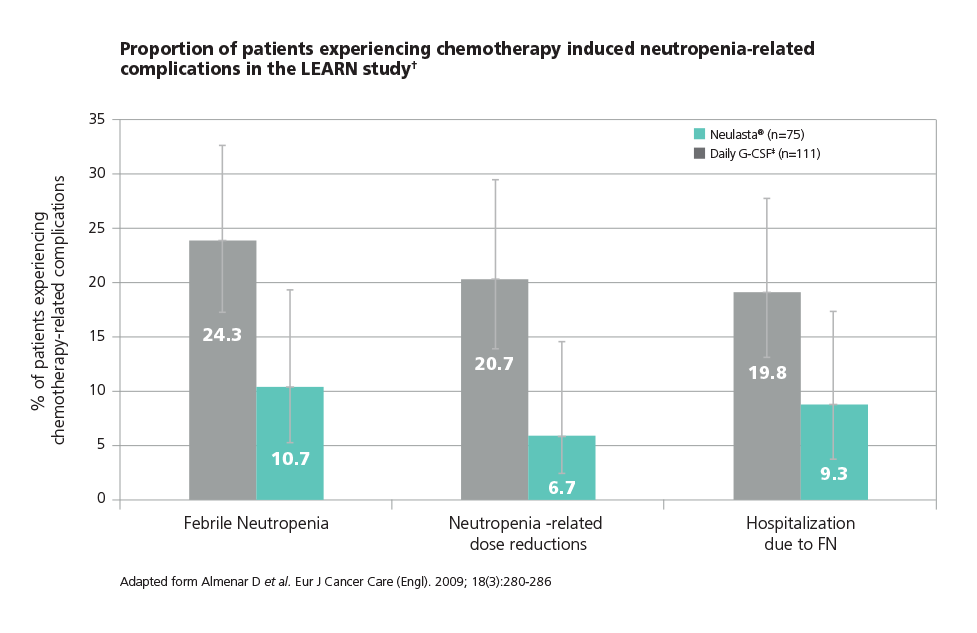 Proportion of patients experiencing chemotherapy induced neutropenia-related
complications in the LEARN study†
Neulasta® (n=75)
Daily G-CSF‡ (n=111)
% of patients experiencing
chemotherapy-related complications
35
30
25
20
15
10
5
0
24.3
10.7
20.7
6.7
19.8
9.3
Febrile Neutropenia
Neutropenia -related
dose reductions
Hospitalization
due to FN
Adapted form Almenar D et al. Eur J Cancer Care (Engl). 2009; 18(3):280-286